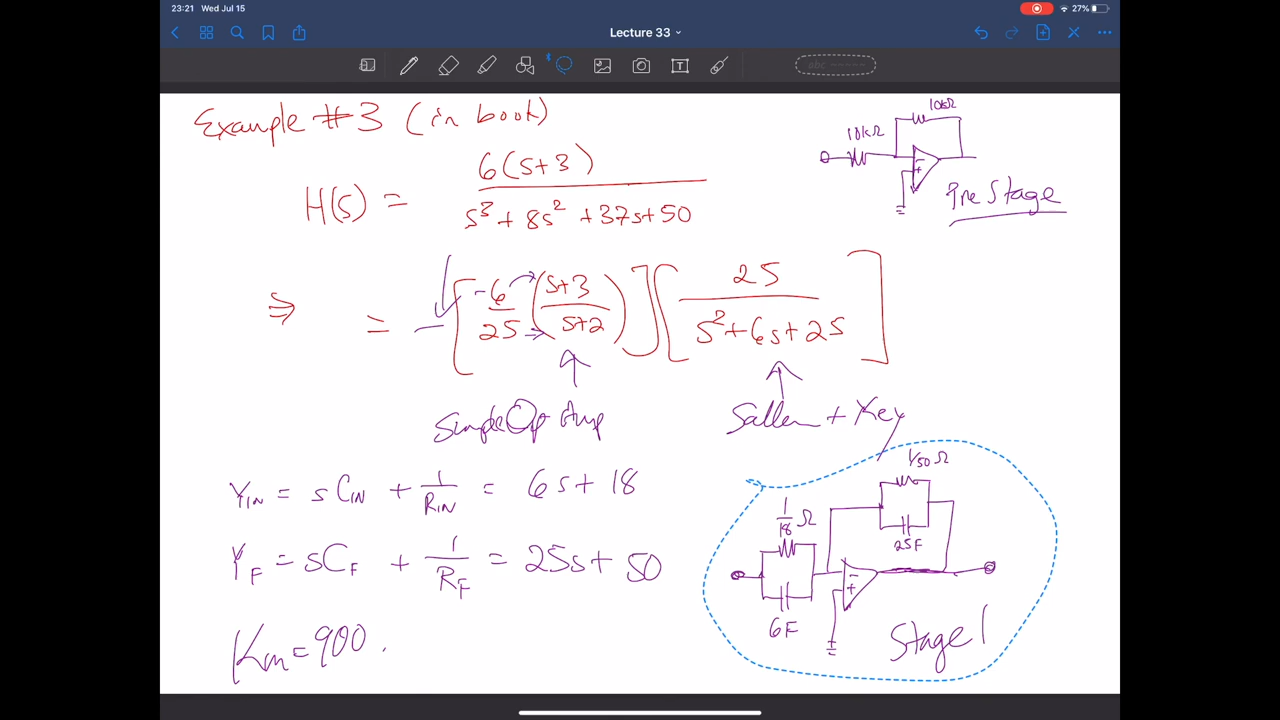 23:21 Wed Jul 15
27%
Lecture 33
abc
Example #3 (in book)
H(s) = 6(s+3) / s³ + 8s² + 37s + 50
10kΩ
10kΩ
Pre Stage
⇒ = - [ -6/25 (s+3 / s+2) ] [ 25 / s² + 6s + 25 ]
Simple Op Amp
Sallen + Key
Y_IN = sC_IN + 1/R_IN = 6s + 18
Y_F = sC_F + 1/R_F = 25s + 50
Km = 900
1/50 Ω
25F
1/18 Ω
6F
Stage 1